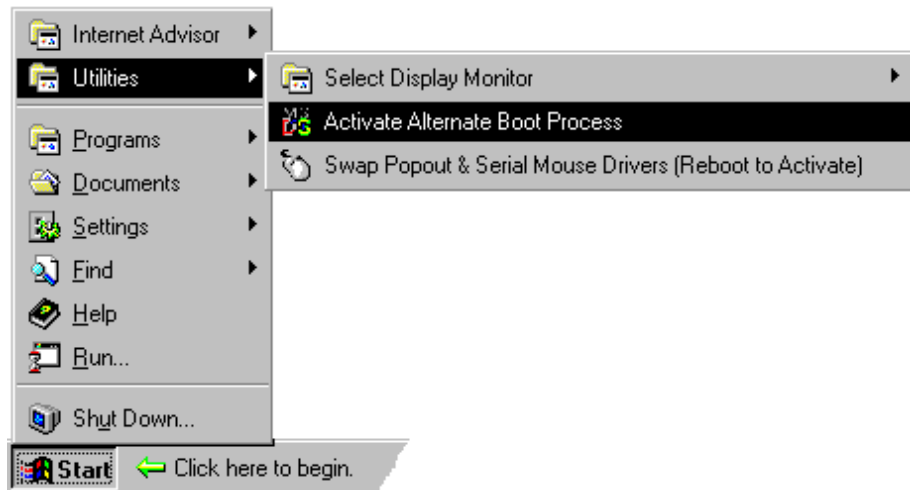 Internet Advisor
Utilities
Select Display Monitor
Activate Alternate Boot Process
Swap Popout & Serial Mouse Drivers (Reboot to Activate)
Programs
Documents
Settings
Find
Help
Run...
Shut Down...
Start
Click here to begin.